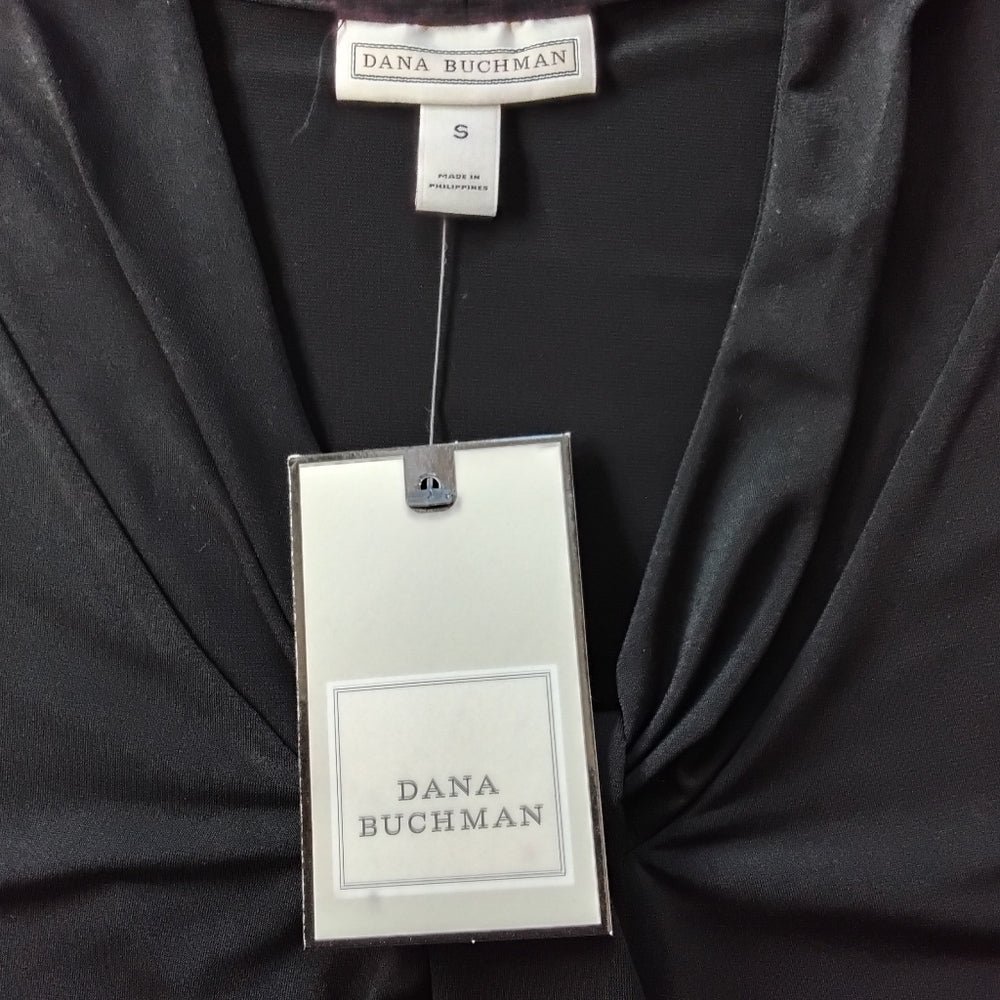 DANA BUCHMAN
S
MADE IN
PHILIPPINES
DANA
BUCHMAN